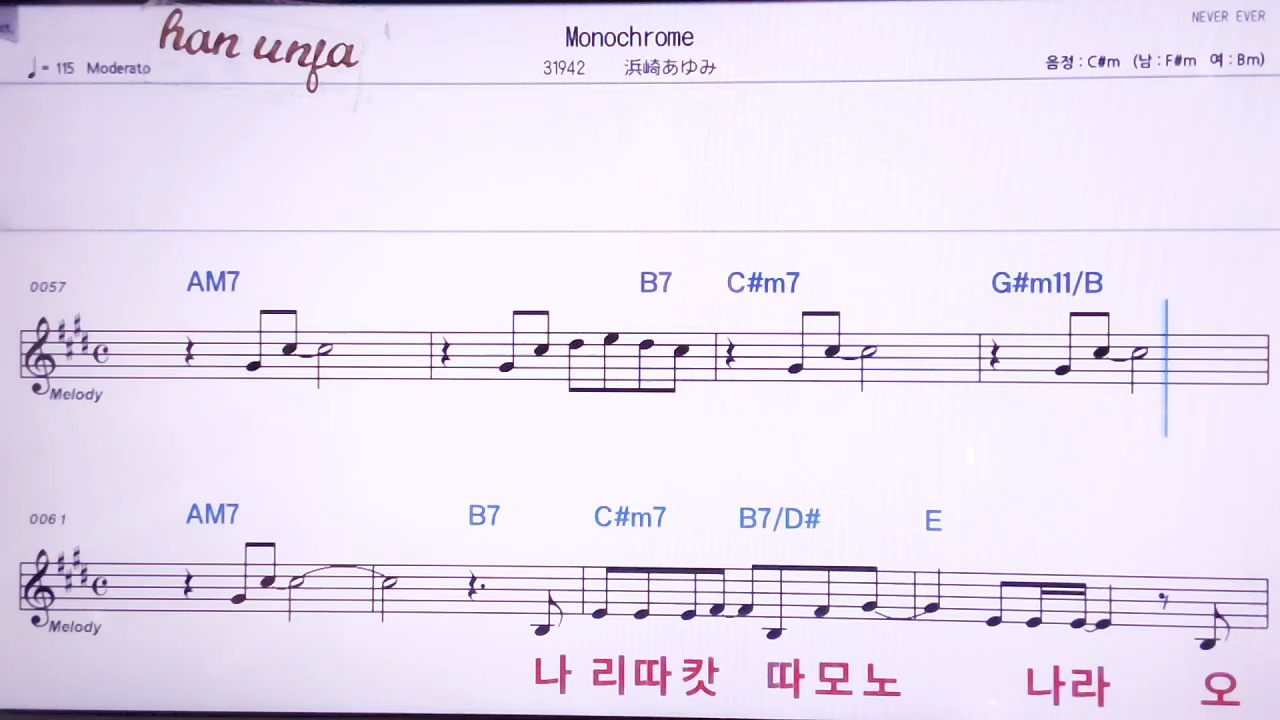 NEVER EVER
han unja
Monochrome
♩= 115 Moderato
31942 浜崎あゆみ
음정 : C#m (남 : F#m 여 : Bm)
0057
AM7 B7 C#m7 G#m11/B
Melody
0061
AM7 B7 C#m7 B7/D# E
Melody
나 리따캇 따모노 나라 오